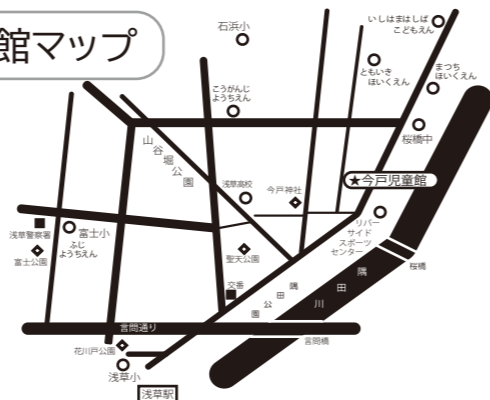 館マップ
石浜小
いしはまはしば
こどもえん
ともいき
ほいくえん
まつち
ほいくえん
こうがんじ
ようちえん
桜橋中
山谷堀公園
★今戸児童館
浅草高校
今戸神社
リバー
サイド
スポーツ
センター
浅草警察署
富士小
ふじ
ようちえん
富士公園
聖天公園
桜橋
交番
隅田公園
隅田川
言問通り
言問橋
花川戸公園
浅草小
浅草駅